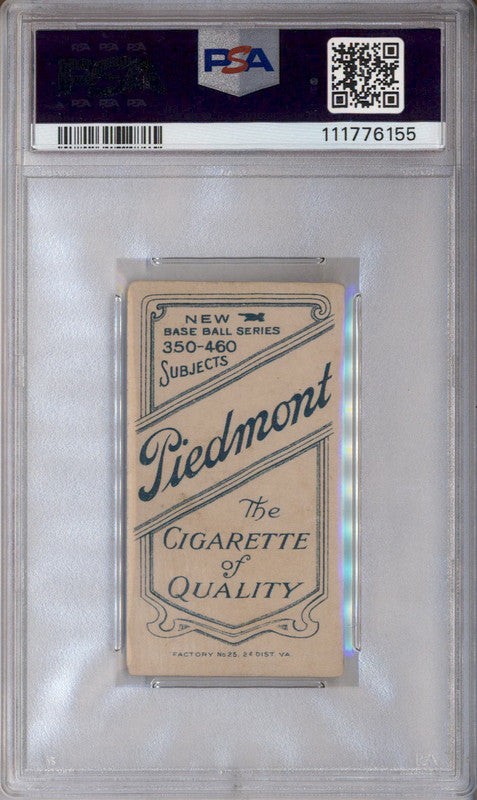 PSA
111776155
NEW
BASE BALL SERIES
350-460
SUBJECTS
Piedmont
The
CIGARETTE
of
QUALITY
FACTORY No 25, 2d DIST. VA.